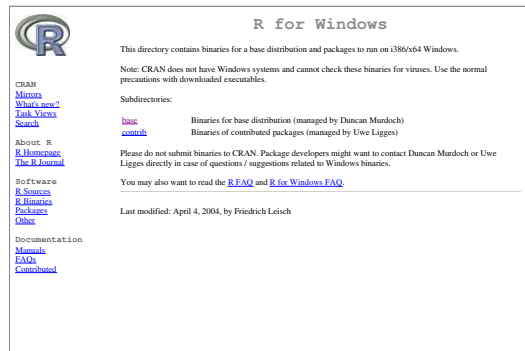 R
CRAN
Mirrors
What's new?
Task Views
Search
About R
R Homepage
The R Journal
Software
R Sources
R Binaries
Packages
Other
Documentation
Manuals
FAQs
Contributed
R for Windows
This directory contains binaries for a base distribution and packages to run on i386/x64 Windows.
Note: CRAN does not have Windows systems and cannot check these binaries for viruses. Use the normal
precautions with downloaded executables.
Subdirectories:
base Binaries for base distribution (managed by Duncan Murdoch)
contrib Binaries of contributed packages (managed by Uwe Ligges)
Please do not submit binaries to CRAN. Package developers might want to contact Duncan Murdoch or Uwe
Ligges directly in case of questions / suggestions related to Windows binaries.
You may also want to read the R FAQ and R for Windows FAQ.
Last modified: April 4, 2004, by Friedrich Leisch